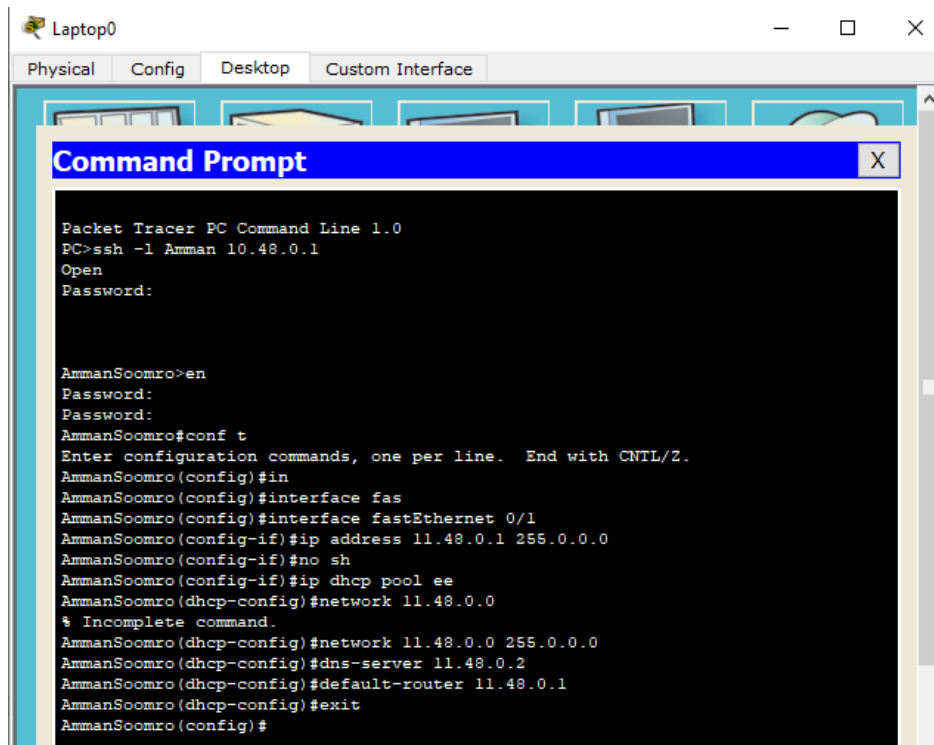 Laptop0
Physical Config Desktop Custom Interface
Command Prompt
X
Packet Tracer PC Command Line 1.0
PC>ssh -l Amman 10.48.0.1
Open
Password:
AmmanSoomro>en
Password:
Password:
AmmanSoomro#conf t
Enter configuration commands, one per line.  End with CNTL/Z.
AmmanSoomro(config)#in
AmmanSoomro(config)#interface fas
AmmanSoomro(config)#interface fastEthernet 0/1
AmmanSoomro(config-if)#ip address 11.48.0.1 255.0.0.0
AmmanSoomro(config-if)#no sh
AmmanSoomro(config-if)#ip dhcp pool ee
AmmanSoomro(dhcp-config)#network 11.48.0.0
% Incomplete command.
AmmanSoomro(dhcp-config)#network 11.48.0.0 255.0.0.0
AmmanSoomro(dhcp-config)#dns-server 11.48.0.2
AmmanSoomro(dhcp-config)#default-router 11.48.0.1
AmmanSoomro(dhcp-config)#exit
AmmanSoomro(config)#